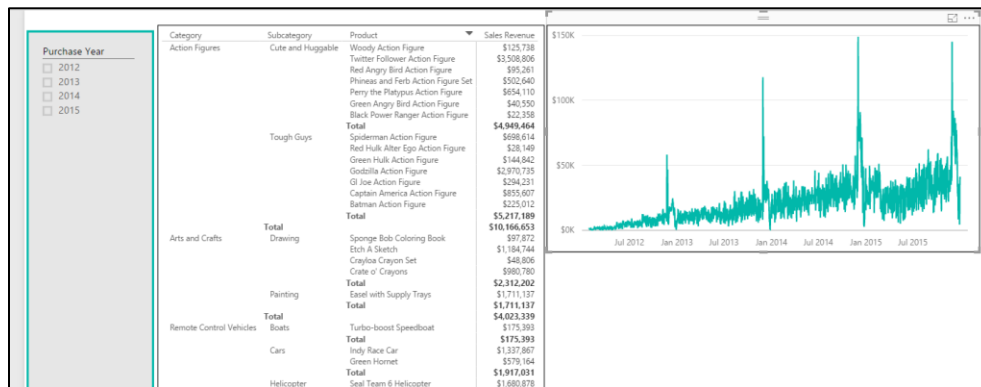 Purchase Year
2012
2013
2014
2015
Category Subcategory Product Sales Revenue
Action Figures Cute and Huggable Woody Action Figure $125,738
Twitter Follower Action Figure $3,508,806
Red Angry Bird Action Figure $95,261
Phineas and Ferb Action Figure Set $502,640
Perry the Platypus Action Figure $654,110
Green Angry Bird Action Figure $40,550
Black Power Ranger Action Figure $22,358
Total $4,949,464
Tough Guys Spiderman Action Figure $698,614
Red Hulk Alter Ego Action Figure $28,149
Green Hulk Action Figure $144,842
Godzilla Action Figure $2,970,735
GI Joe Action Figure $294,231
Captain America Action Figure $855,607
Batman Action Figure $225,012
Total $5,217,189
Total $10,166,653
Arts and Crafts Drawing Sponge Bob Coloring Book $97,872
Etch A Sketch $1,184,744
Crayloa Crayon Set $48,806
Crate o' Crayons $980,780
Total $2,312,202
Painting Easel with Supply Trays $1,711,137
Total $1,711,137
Total $4,023,339
Remote Control Vehicles Boats Turbo-boost Speedboat $175,393
Total $175,393
Cars Indy Race Car $1,337,867
Green Hornet $579,164
Total $1,917,031
Helicopter Seal Team 6 Helicopter $1,680,878
$150K
$100K
$50K
$0K
Jul 2012 Jan 2013 Jul 2013 Jan 2014 Jul 2014 Jan 2015 Jul 2015